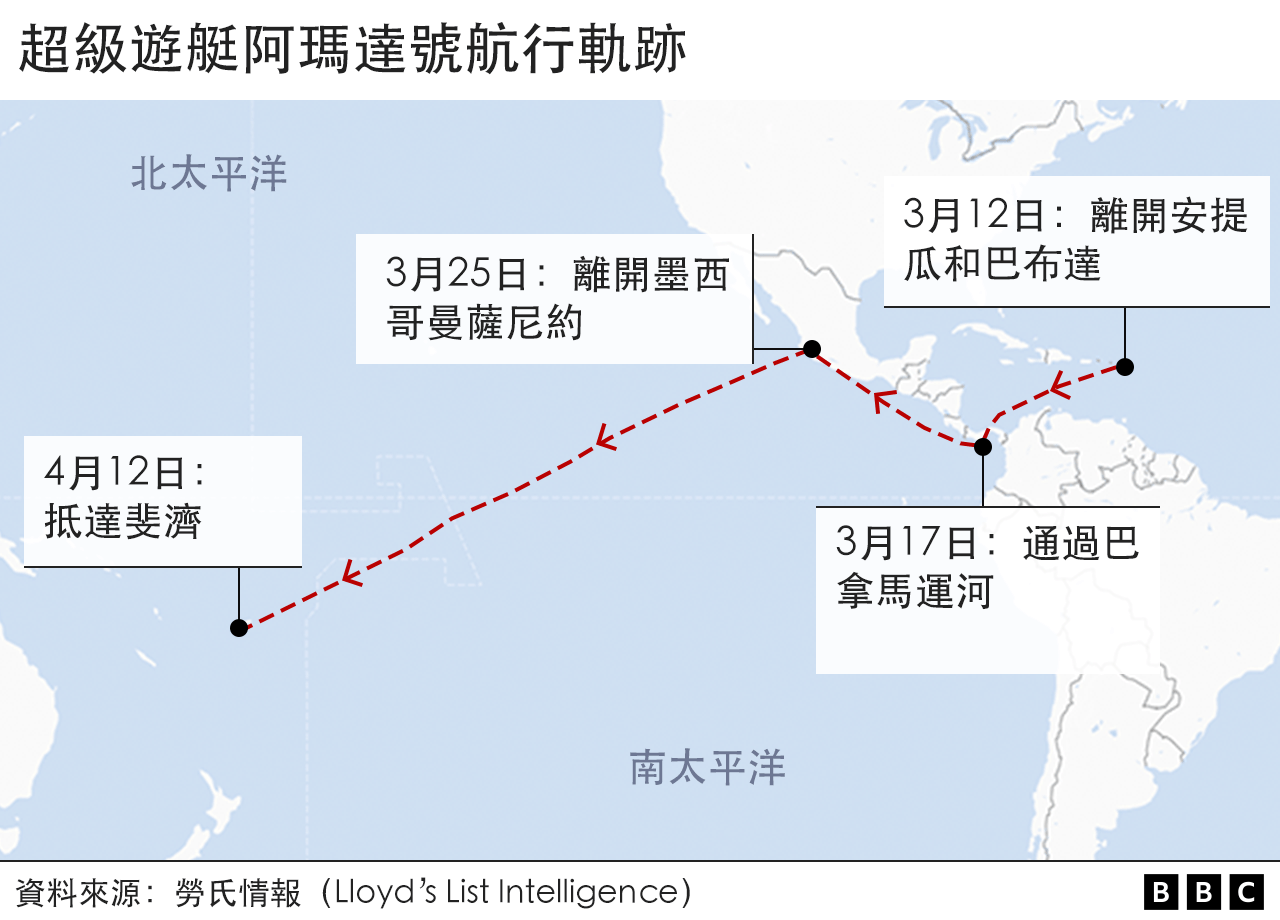 超級遊艇阿瑪達號航行軌跡
北太平洋
3月12日：離開安提
瓜和巴布達
3月25日：離開墨西
哥曼薩尼約
4月12日：
抵達斐濟
3月17日：通過巴
拿馬運河
南太平洋
資料來源：勞氏情報（Lloyd’s List Intelligence）
BBC